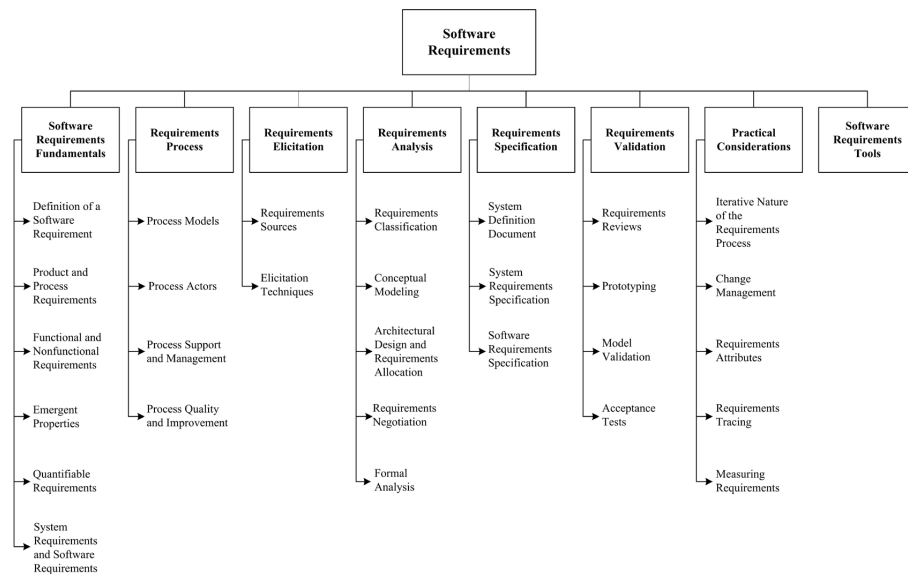 Software
Requirements
Software
Requirements
Fundamentals
Requirements
Process
Requirements
Elicitation
Requirements
Analysis
Requirements
Specification
Requirements
Validation
Practical
Considerations
Software
Requirements
Tools
Definition of a
Software
Requirement
Product and
Process
Requirements
Functional and
Nonfunctional
Requirements
Emergent
Properties
Quantifiable
Requirements
System
Requirements
and Software
Requirements
Process Models
Process Actors
Process Support
and Management
Process Quality
and Improvement
Requirements
Sources
Elicitation
Techniques
Requirements
Classification
Conceptual
Modeling
Architectural
Design and
Requirements
Allocation
Requirements
Negotiation
Formal
Analysis
System
Definition
Document
System
Requirements
Specification
Software
Requirements
Specification
Requirements
Reviews
Prototyping
Model
Validation
Acceptance
Tests
Iterative Nature
of the
Requirements
Process
Change
Management
Requirements
Attributes
Requirements
Tracing
Measuring
Requirements